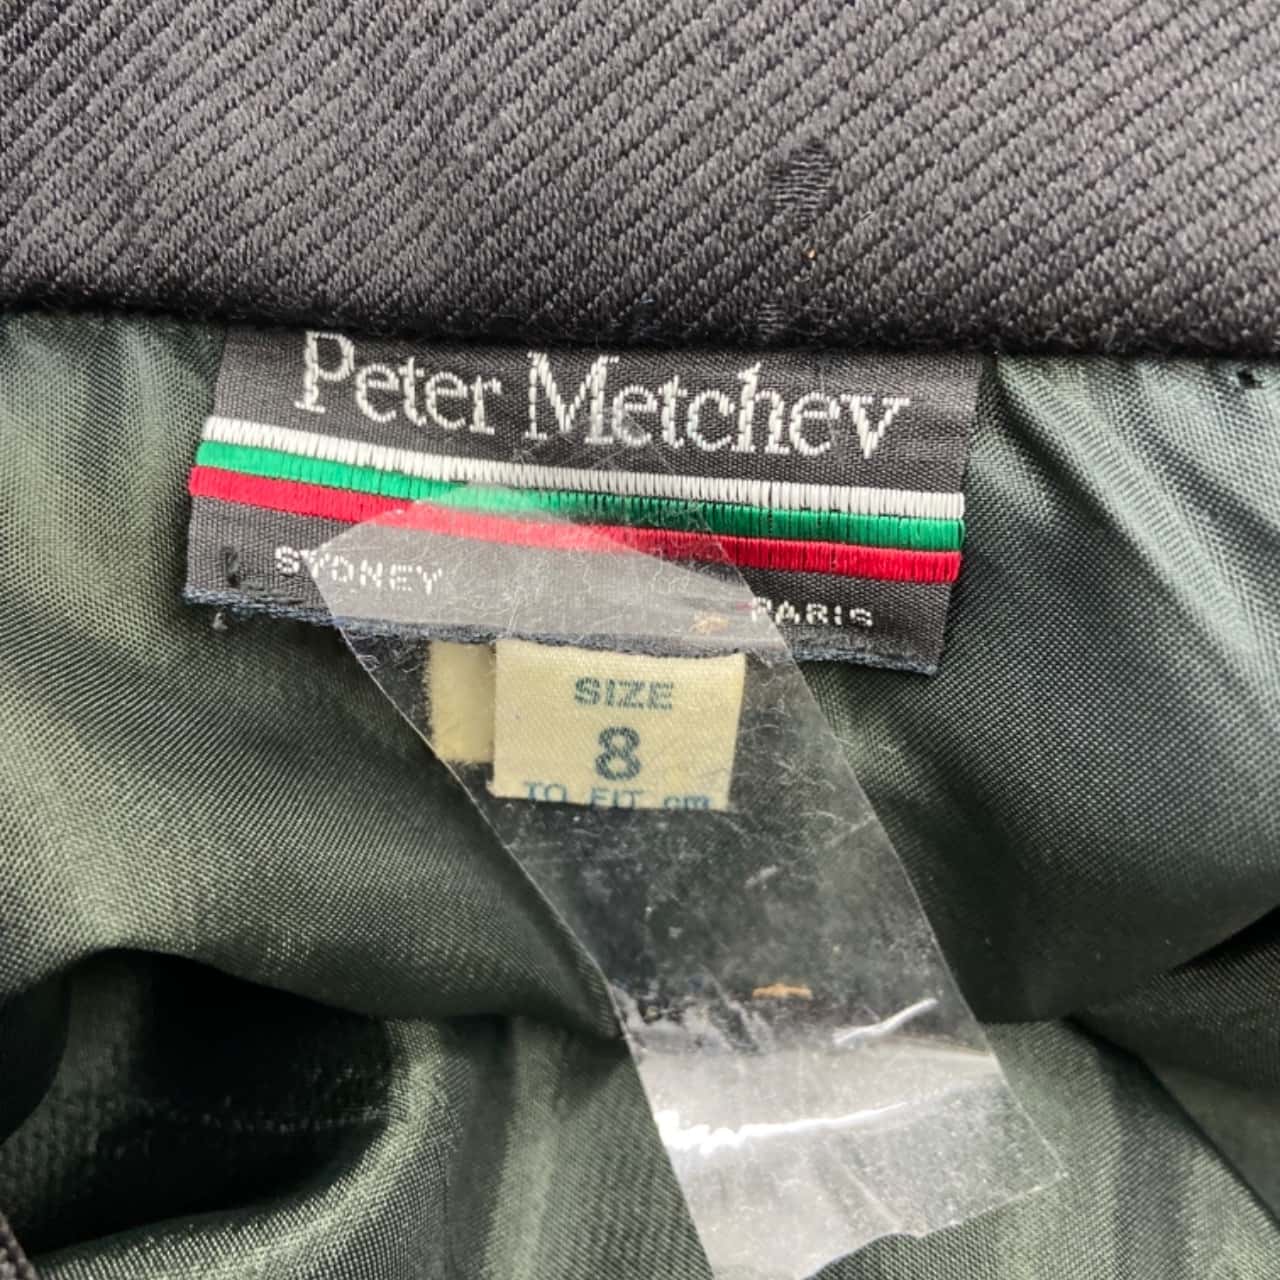 Peter Metchev
SYDNEY PARIS
SIZE
8
TO FIT cm